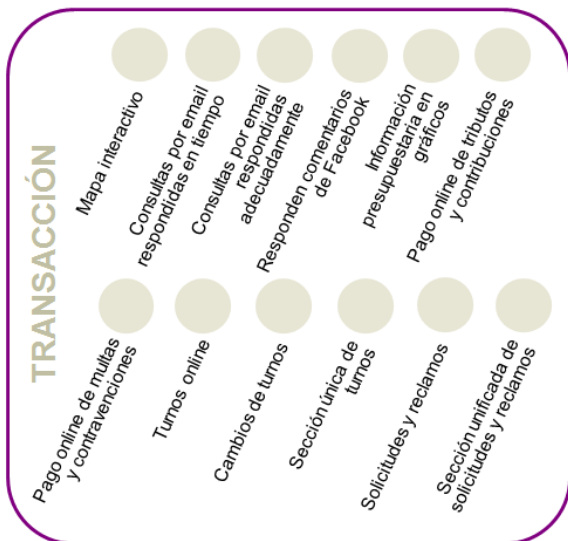 TRANSACCIÓN
Mapa interactivo
Consultas por email
respondidas en tiempo
Consultas por email
respondidas
adecuadamente
Responden comentarios
de Facebook
Información
presupuestaria en
gráficos
Pago online de tributos
y contribuciones
Pago online de multas
y contravenciones
Turnos online
Cambios de turnos
Sección única de
turnos
Solicitudes y reclamos
Sección unificada de
solicitudes y reclamos